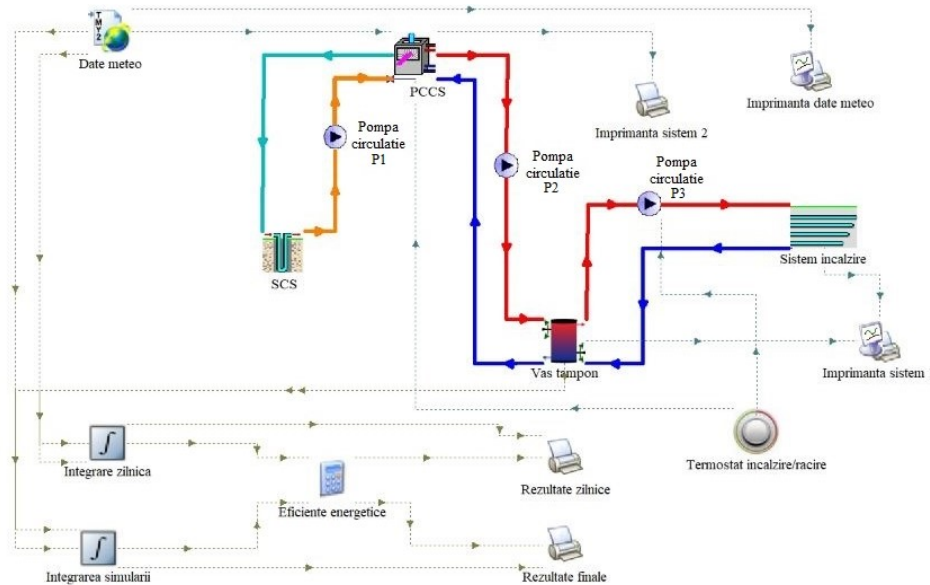 TMY2
Date meteo
PCCS
Imprimanta sistem 2
Imprimanta date meteo
Pompa
circulatie
P1
Pompa
circulatie
P2
Pompa
circulatie
P3
SCS
Sistem incalzire
Vas tampon
Imprimanta sistem
Integrare zilnica
Eficiente energetice
Rezultate zilnice
Termostat incalzire/racire
Integrarea simularii
Rezultate finale